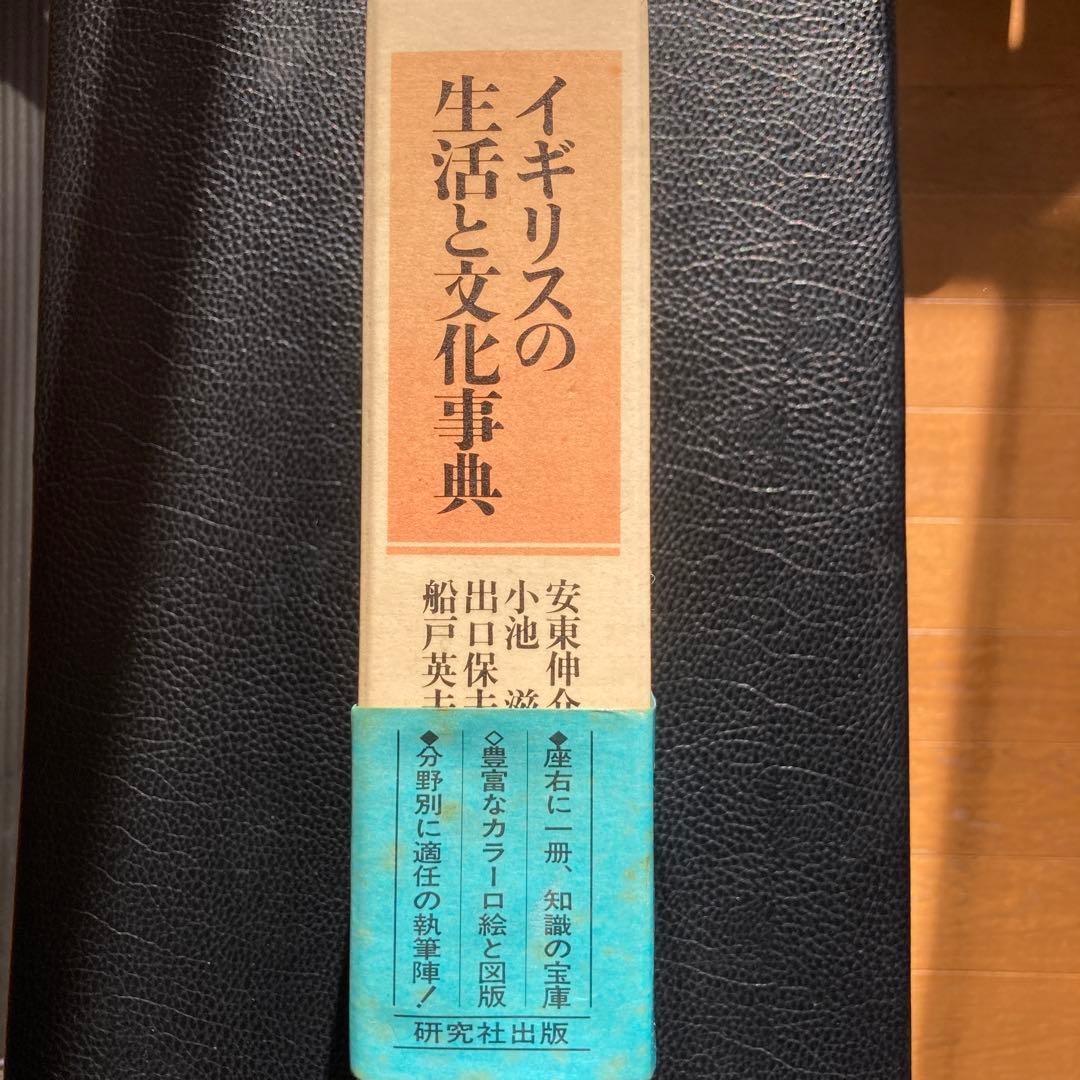 イギリスの
生活と文化事典
安東伸介
小池 滋
出口保夫
船戸英夫
◆座右に一冊、知識の宝庫
◇豊富なカラー口絵と図版
◆分野別に適任の執筆陣!
研究社出版